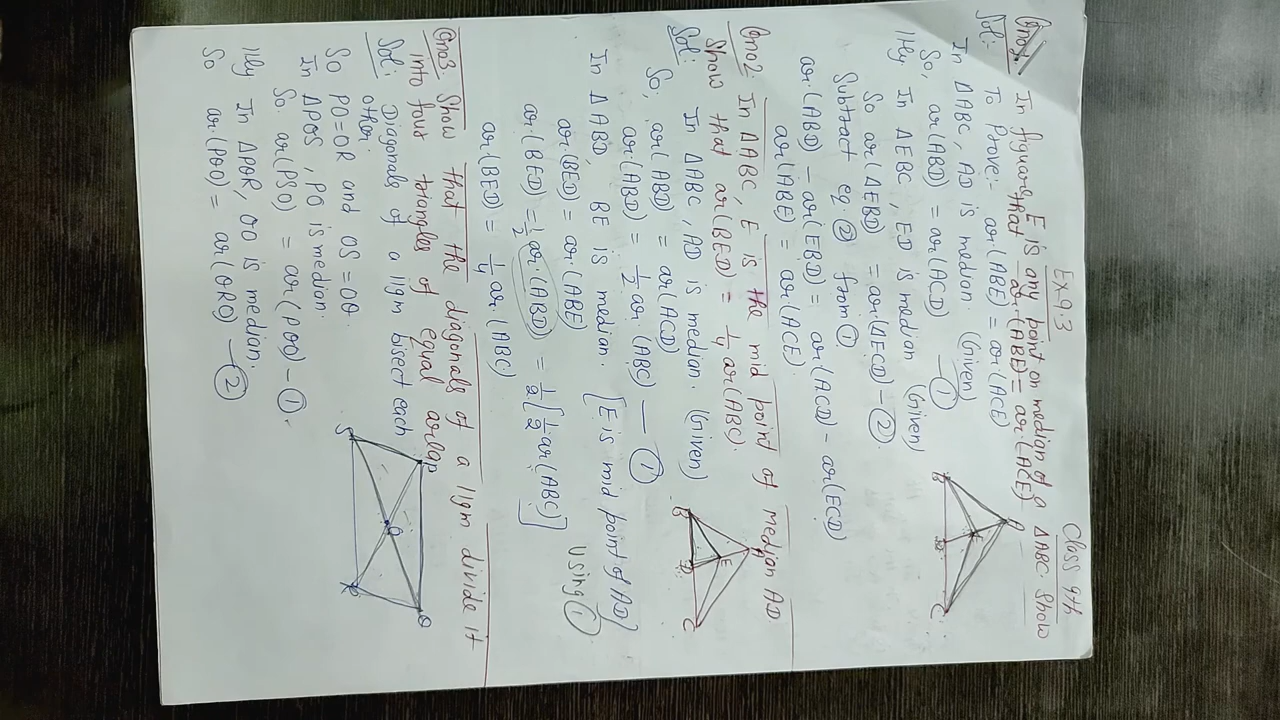 Ex-9.3
Class 9th
Qno1. In figure, E is any point on median of a ΔABC. Show
that ar.(ABE) = ar.(ACE)
Sol:- To Prove:- ar(ABE) = ar(ACE)
In ΔABC, AD is median. (Given)
So, ar(ABD) = ar(ACD) —①
llly In ΔEBC, ED is median (Given)
So ar(ΔEBD) = ar(ΔECD) —②
Subtract eq. ② from ①
ar.(ABD) - ar(EBD) = ar(ACD) - ar(ECD)
ar(ABE) = ar(ACE).
A
E
B
D
C
Qno2. In ΔABC, E is the mid point of median AD
Show that ar(BED) = 1/4 ar(ABC).
Sol: In ΔABC, AD is median. (Given)
So, ar(ABD) = ar(ACD)
ar(ABD) = 1/2 ar.(ABC) — ①
In ΔABD, BE is median. [E is mid point of AD]
ar(BED) = ar(ABE)
ar(BED) = 1/2 ar.(ABD) = 1/2[1/2 ar(ABC)] Using ①
ar(BED) = 1/4 ar.(ABC)
A
E
B
D
C
Qno3 Show that the diagonals of a llgm divide it
into four triangles of equal area
Sol: Diagonals of a llgm bisect each
other.
So PO=OR and OS=OQ.
In ΔPQS, PO is median.
So ar(PSO) = ar(POQ) —①.
llly In ΔPQR, QO is median.
So ar(POQ) = ar(QRO) —②
P
Q
O
S
R